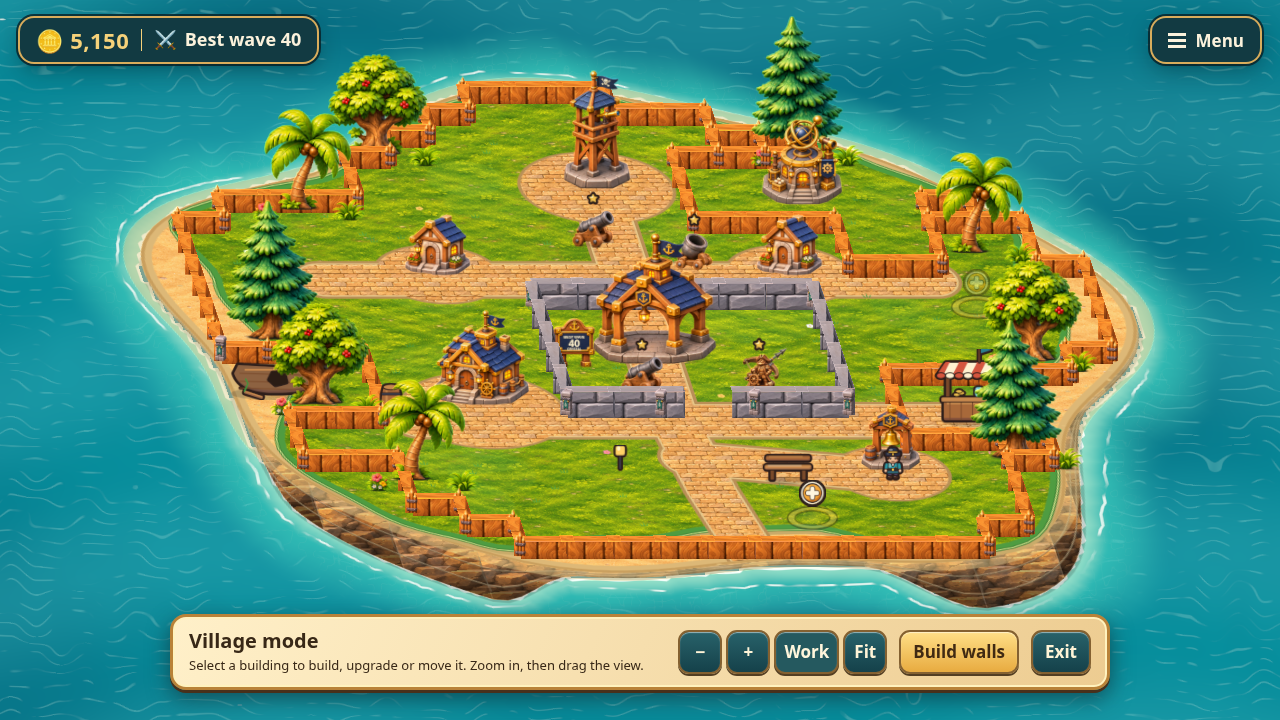 5,150
Best wave 40
Menu
40
Village mode
Select a building to build, upgrade or move it. Zoom in, then drag the view.
−
+
Work
Fit
Build walls
Exit